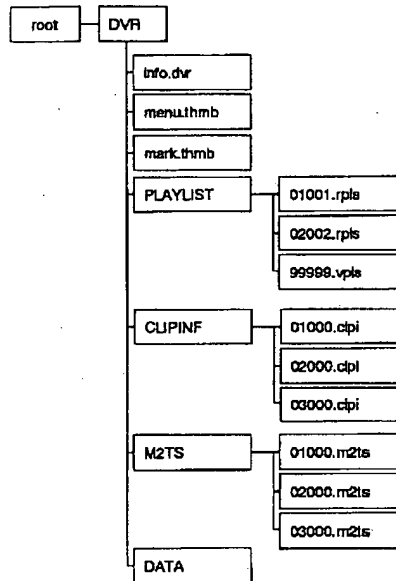 root DVR
info.dvr
menu.thmb
mark.thmb
PLAYLIST 01001.rpls
02002.rpls
99999.vpls
CLIPINF 01000.clpi
02000.clpi
03000.clpi
M2TS 01000.m2ts
02000.m2ts
03000.m2ts
DATA